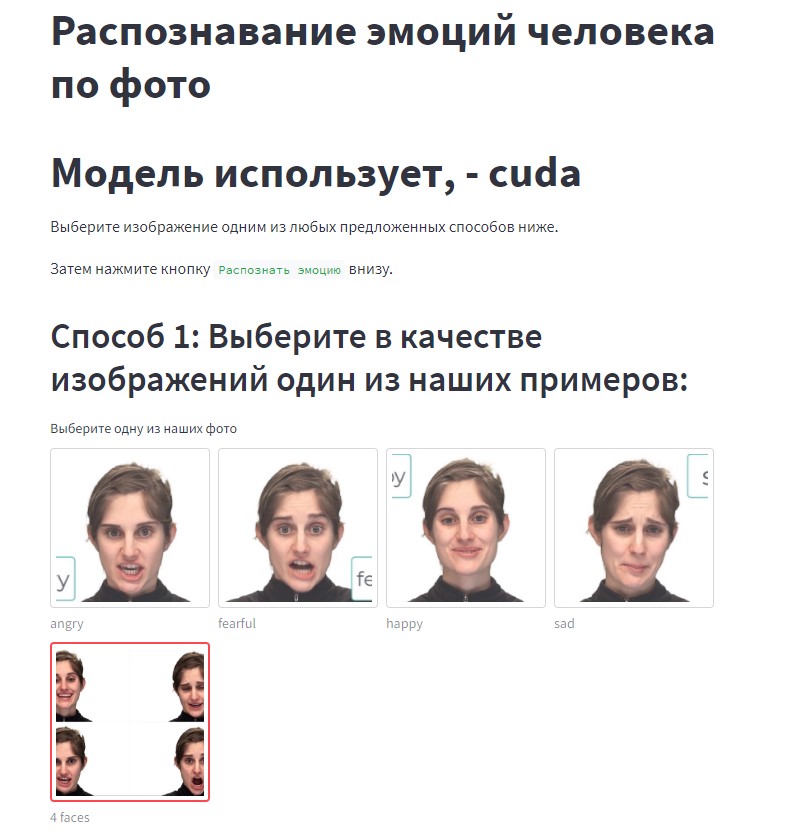 Распознавание эмоций человека
по фото
Модель использует, - cuda
Выберите изображение одним из любых предложенных способов ниже.
Затем нажмите кнопку Распознать эмоцию внизу.
Способ 1: Выберите в качестве
изображений один из наших примеров:
Выберите одну из наших фото
angry
fearful
happy
sad
4 faces